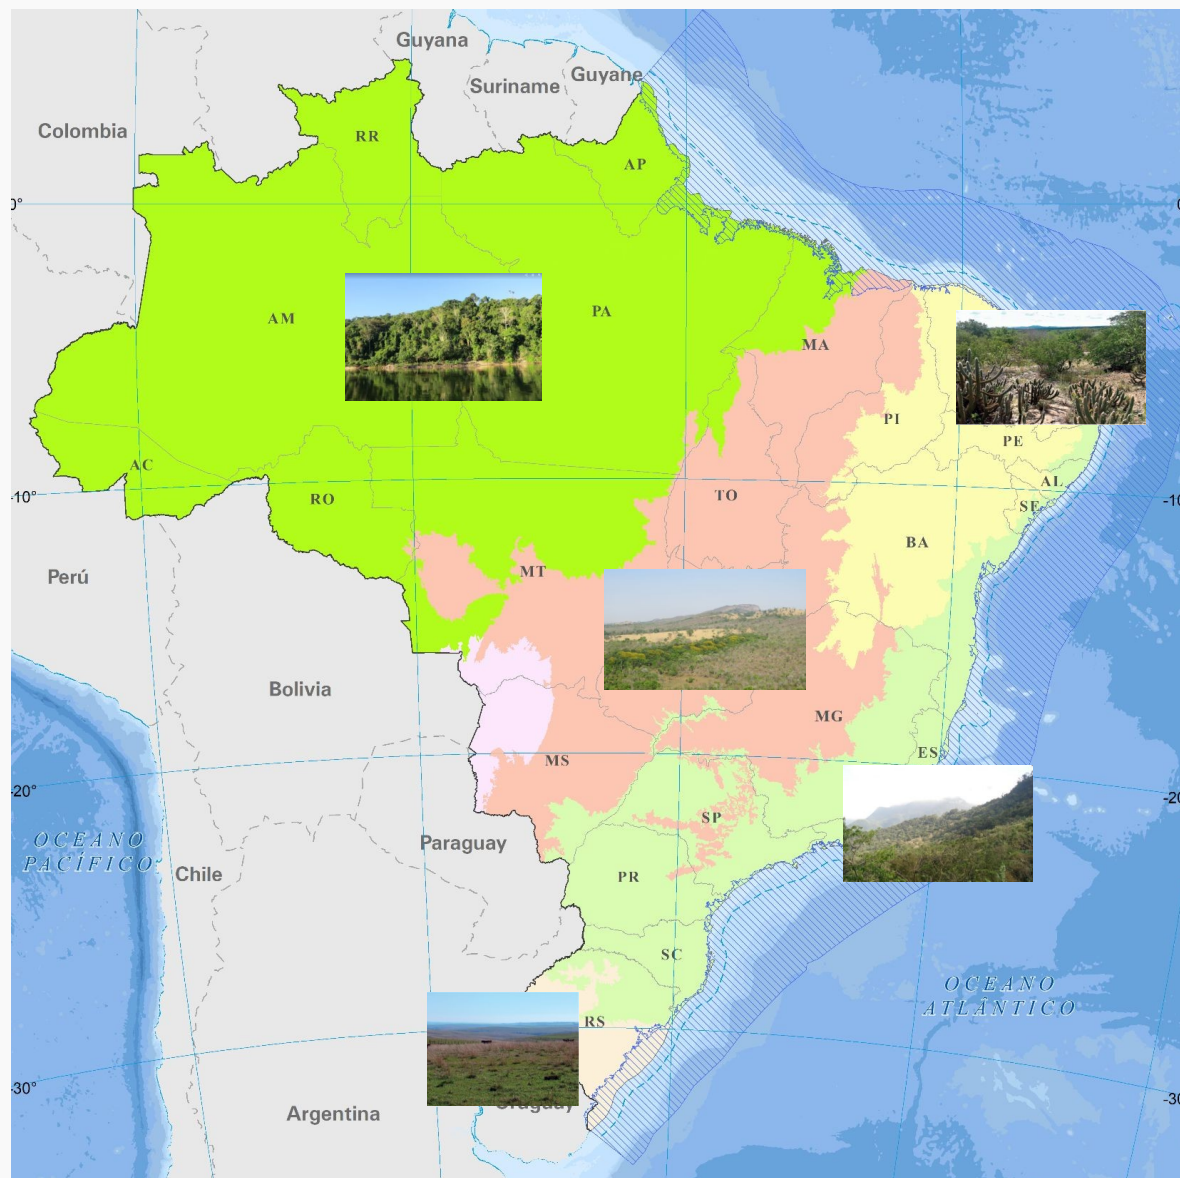 Guyana
Suriname
Guyane
Colombia
RR
AP
0°
0
AM
PA
MA
PI
PE
AC
RO
TO
AL
SE
-10°
-10
BA
MT
Perú
Bolivia
MG
ES
MS
-20°
-20
SP
OCEANO
PACÍFICO
Paraguay
Chile
PR
SC
OCEANO
ATLÂNTICO
RS
-30°
-30
Argentina
Uruguay